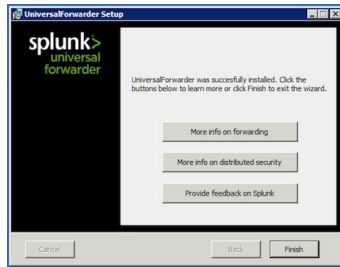 UniversalForwarder Setup
splunk>
universal
forwarder
UniversalForwarder was succesfully installed. Click the
buttons below to learn more or click Finish to exit the wizard.
More info on forwarding
More info on distributed security
Provide feedback on Splunk
Cancel
Back
Finish